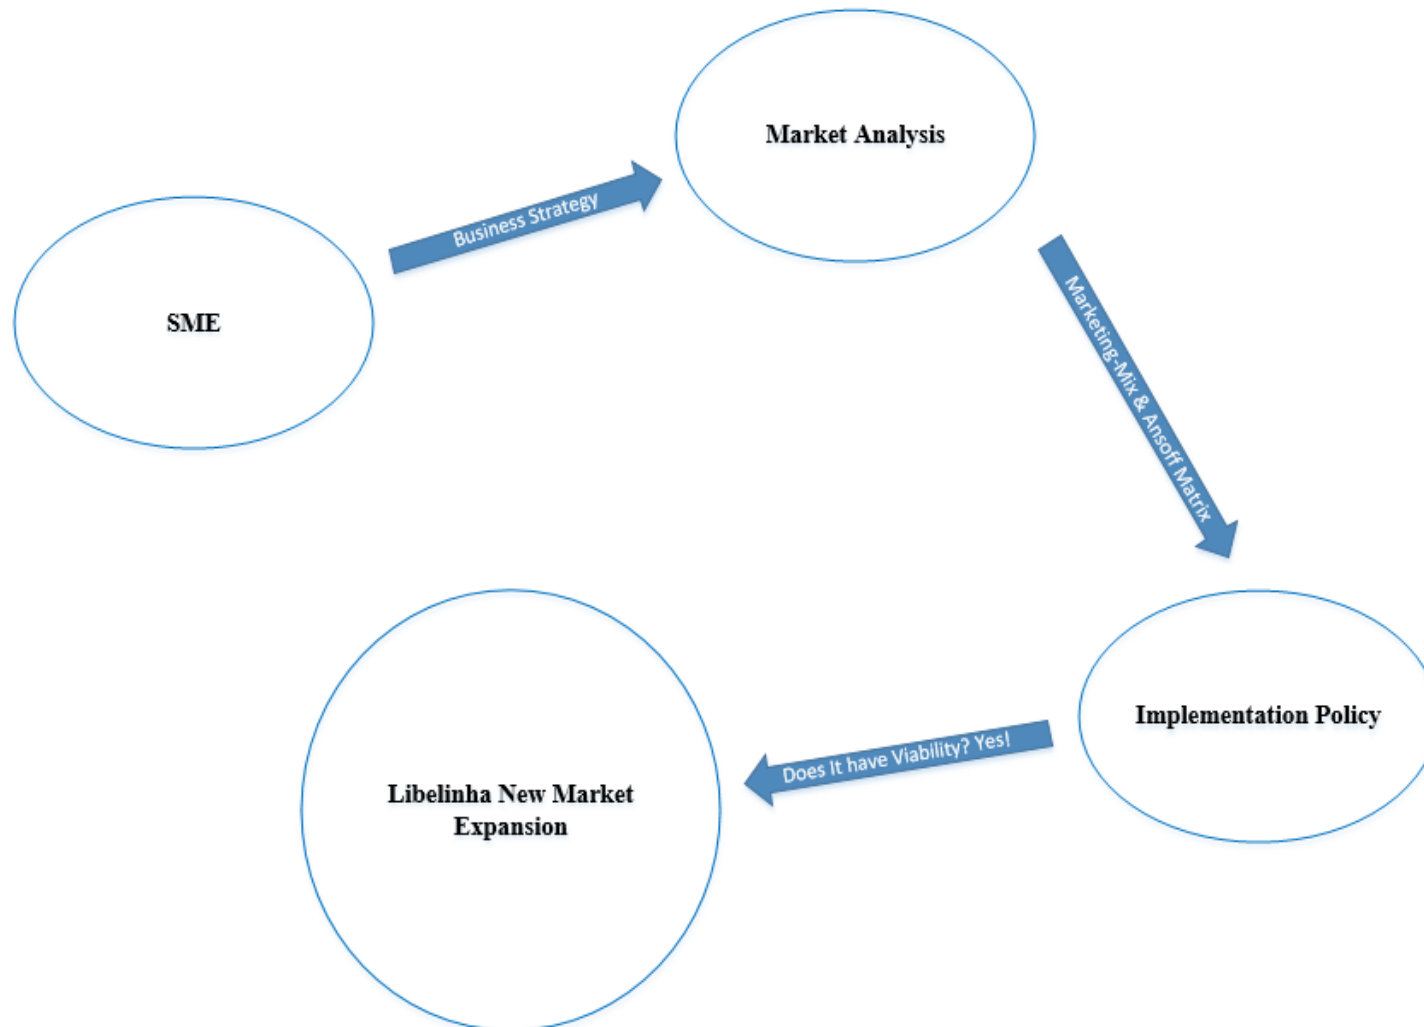 Market Analysis
Business Strategy
SME
Marketing-Mix & Ansoff Matrix
Implementation Policy
Does It have Viability? Yes!
Libelinha New Market
Expansion